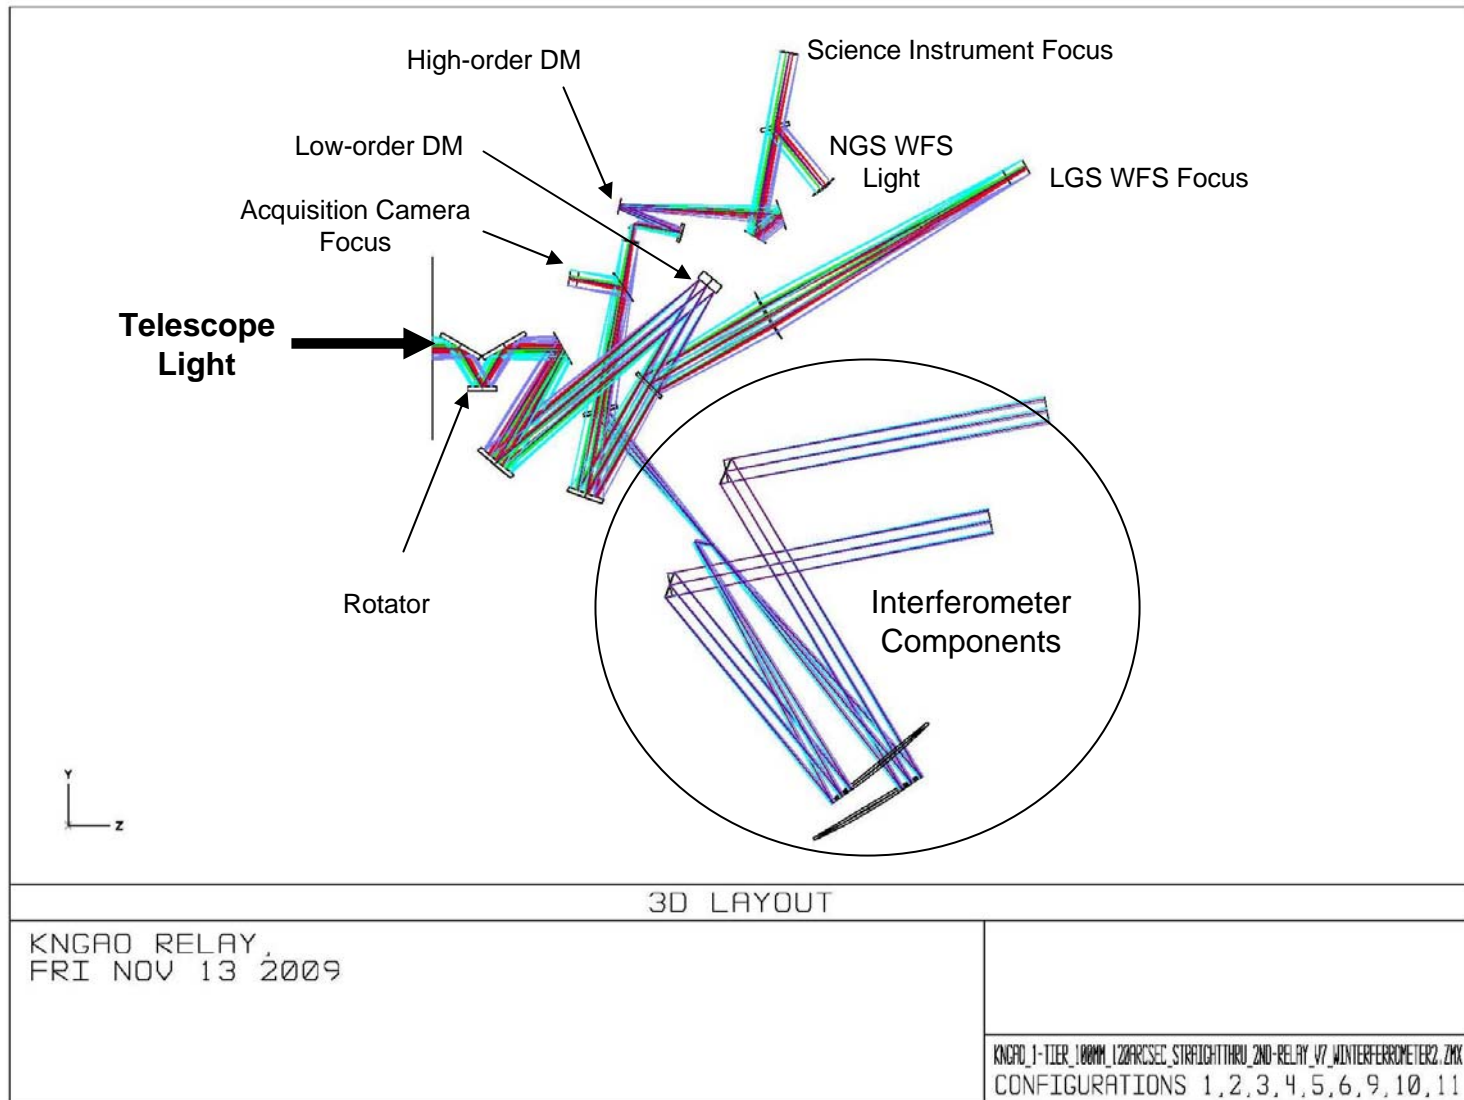 High-order DM
Science Instrument Focus
Low-order DM
NGS WFS
Light
LGS WFS Focus
Acquisition Camera
Focus
Telescope
Light
Rotator
Interferometer
Components
Y
Z
3D LAYOUT
KNGAO RELAY,
FRI NOV 13 2009
CONFIGURATIONS 1,2,3,4,5,6,9,10,11